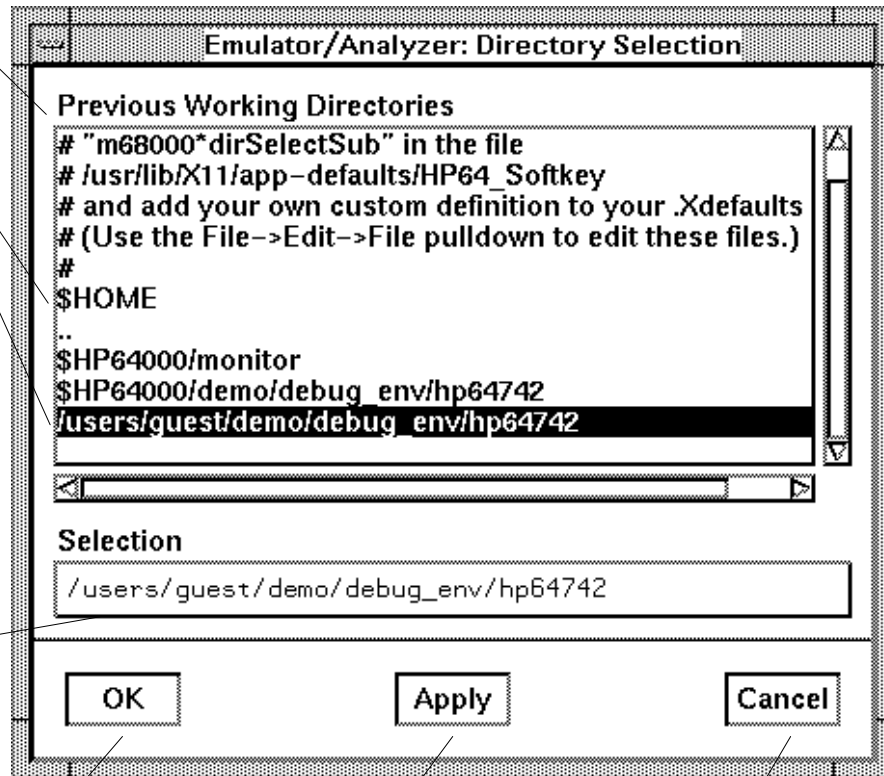 Emulator/Analyzer: Directory Selection
Previous Working Directories
# "m68000*dirSelectSub" in the file
# /usr/lib/X11/app-defaults/HP64_Softkey
# and add your own custom definition to your .Xdefaults
# (Use the File->Edit->File pulldown to edit these files.)
#
$HOME
..
$HP64000/monitor
$HP64000/demo/debug_env/hp64742
/users/guest/demo/debug_env/hp64742
Selection
/users/guest/demo/debug_env/hp64742
OK
Apply
Cancel